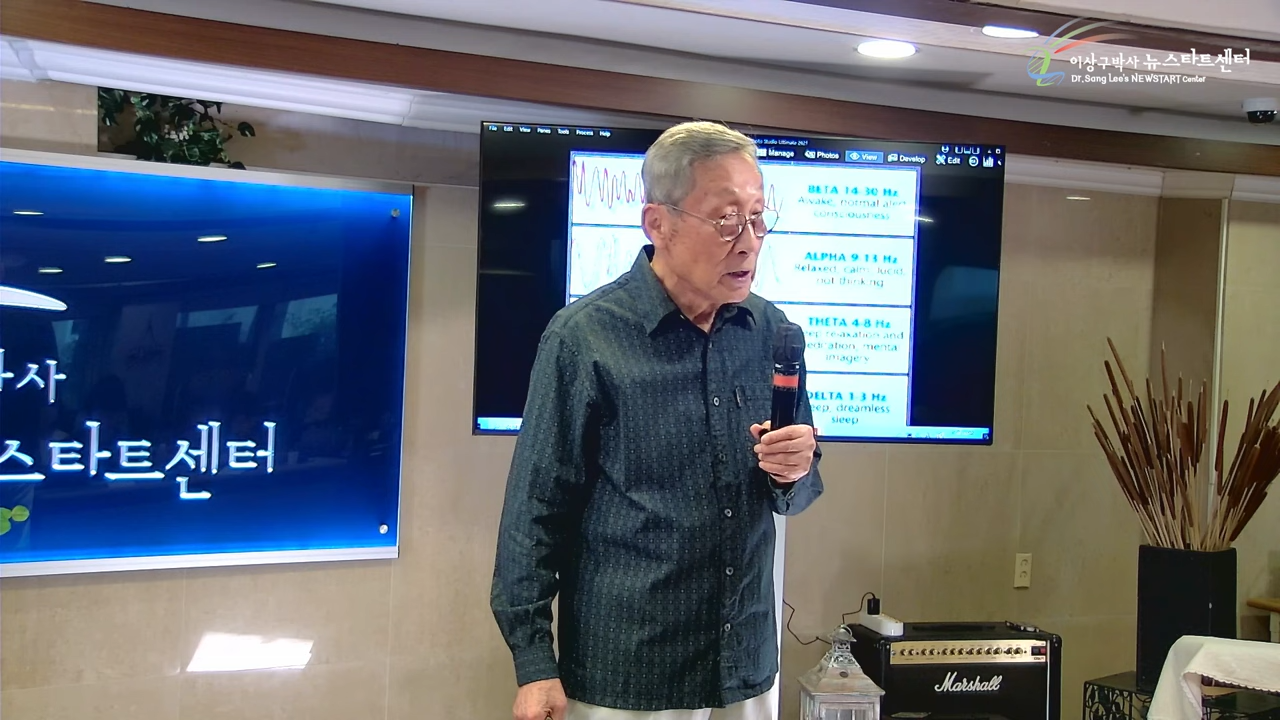 이상구박사 뉴스타트센터
Dr.Sang Lee's NEWSTART Center
File Edit View Panes Tools Process Help
Studio Ultimate 2021
Manage Photos View Develop Edit
BETA 14-30 Hz
Awake, normal alert
consciousness
ALPHA 9-13 Hz
Relaxed, calm, lucid,
not thinking
THETA 4-8 Hz
relaxation and
mental
imagery
DELTA 1-3 Hz
dreamless
sleep
사
스타트센터
Marshall